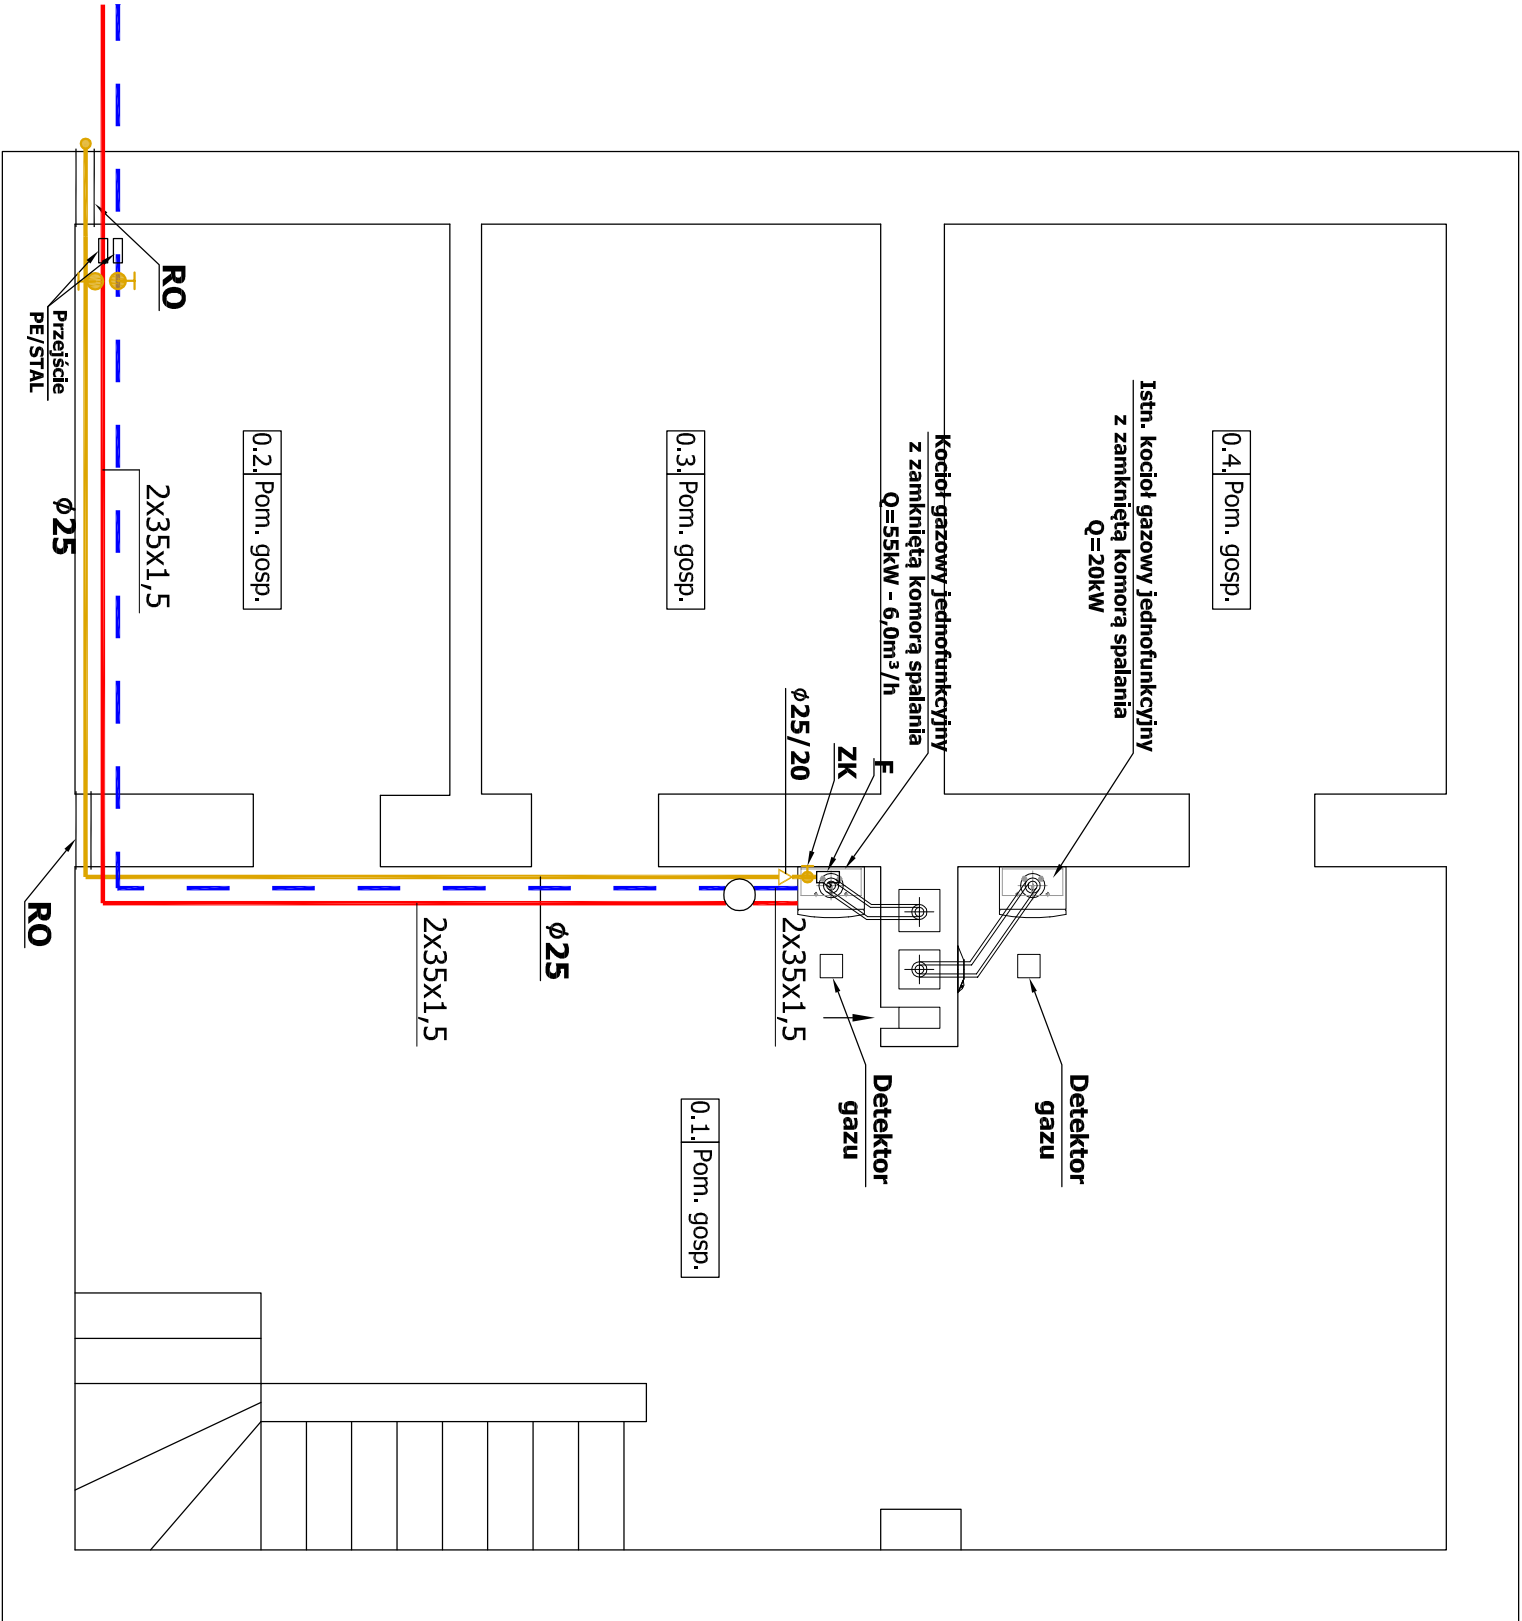 Istn. kocioł gazowy jednofunkcyjny
z zamkniętą komorą spalania
Q=20kW
0.4. Pom. gosp.
Kocioł gazowy jednofunkcyjny
z zamkniętą komorą spalania
Q=55kW - 6,0m³/h
0.3. Pom. gosp.
0.2. Pom. gosp.
RO
Przejście
PE/STAL
2x35x1,5
ϕ25
F
ZK
ϕ25/20
RO
2x35x1,5
ϕ25
2x35x1,5
Detektor
gazu
Detektor
gazu
0.1. Pom. gosp.